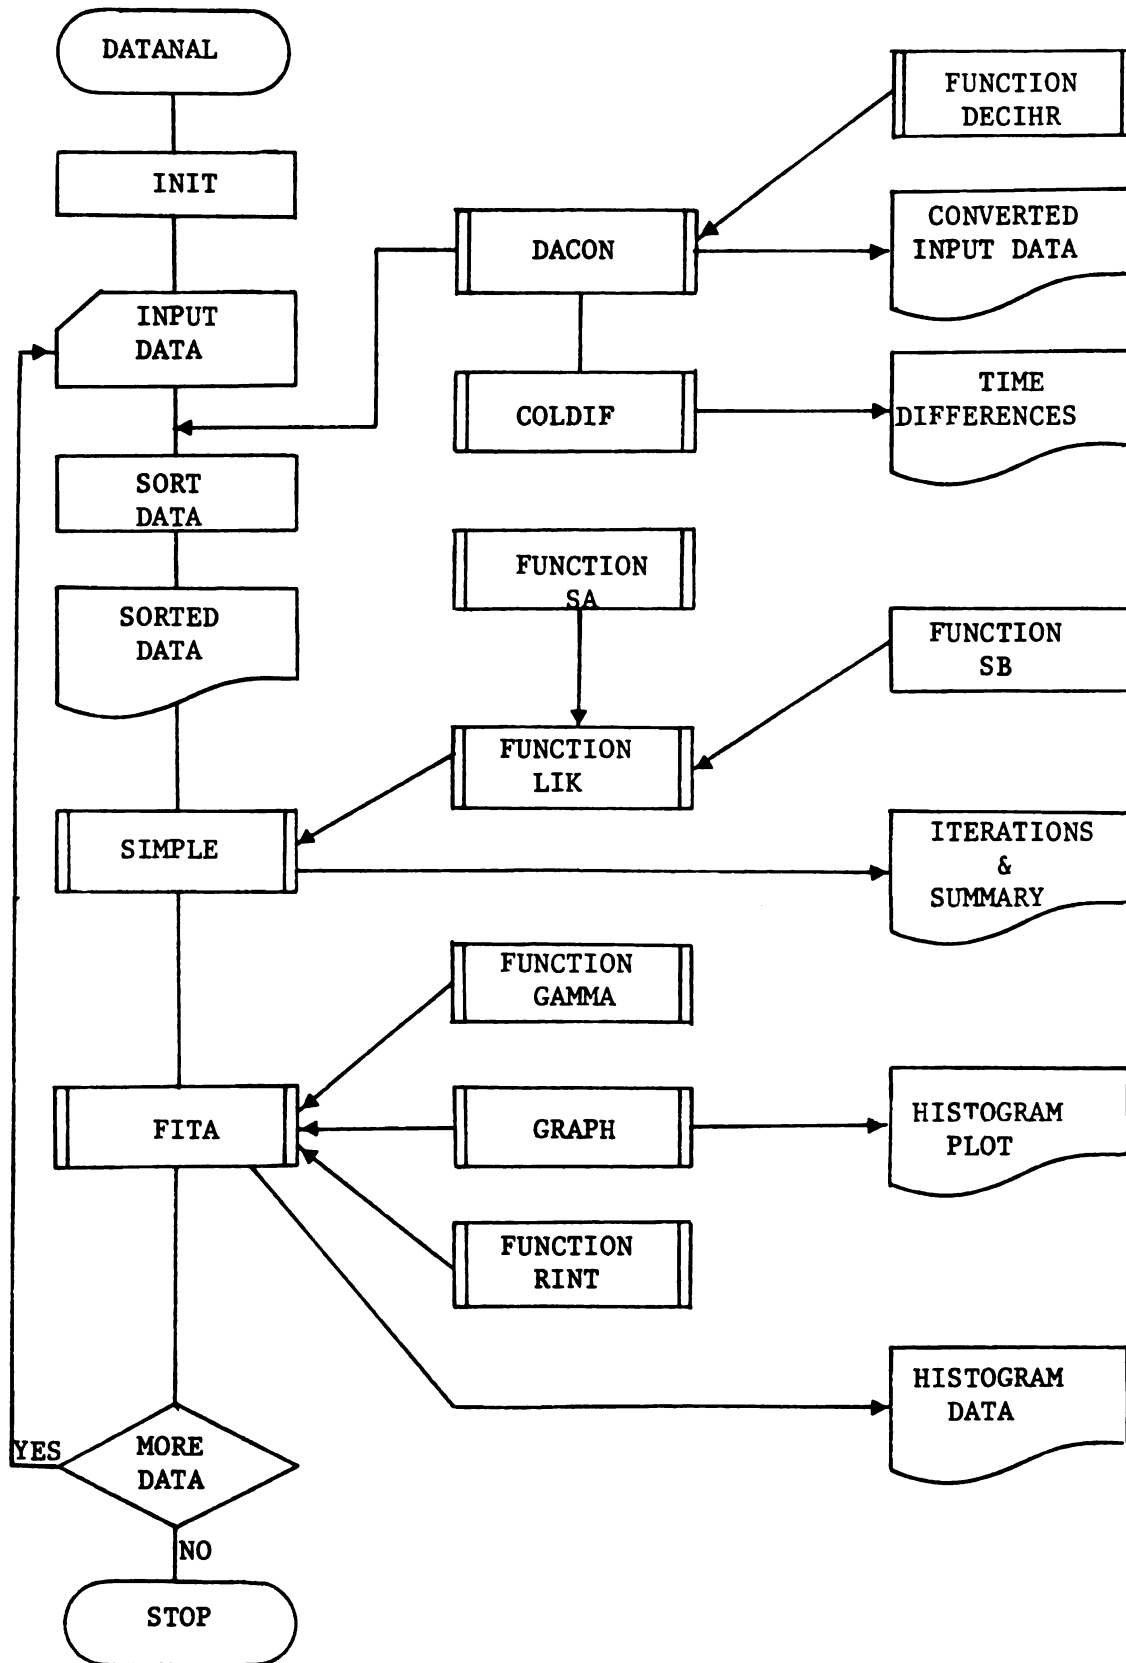 DATANAL
INIT
INPUT
DATA
SORT
DATA
SORTED
DATA
SIMPLE
FITA
YES
MORE
DATA
NO
STOP
DACON
COLDIF
FUNCTION
SA
FUNCTION
LIK
FUNCTION
GAMMA
GRAPH
FUNCTION
RINT
FUNCTION
DECIHR
CONVERTED
INPUT DATA
TIME
DIFFERENCES
FUNCTION
SB
ITERATIONS
&
SUMMARY
HISTOGRAM
PLOT
HISTOGRAM
DATA